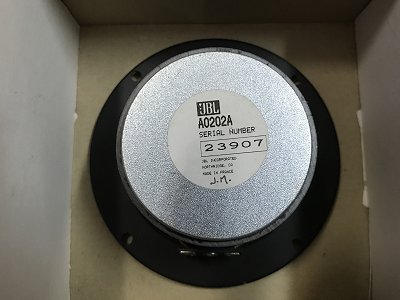 JBL
A0202A
SERIAL NUMBER
23907
JBL INCORPORATED
NORTHRIDGE, CA
MADE IN FRANCE
J.M.